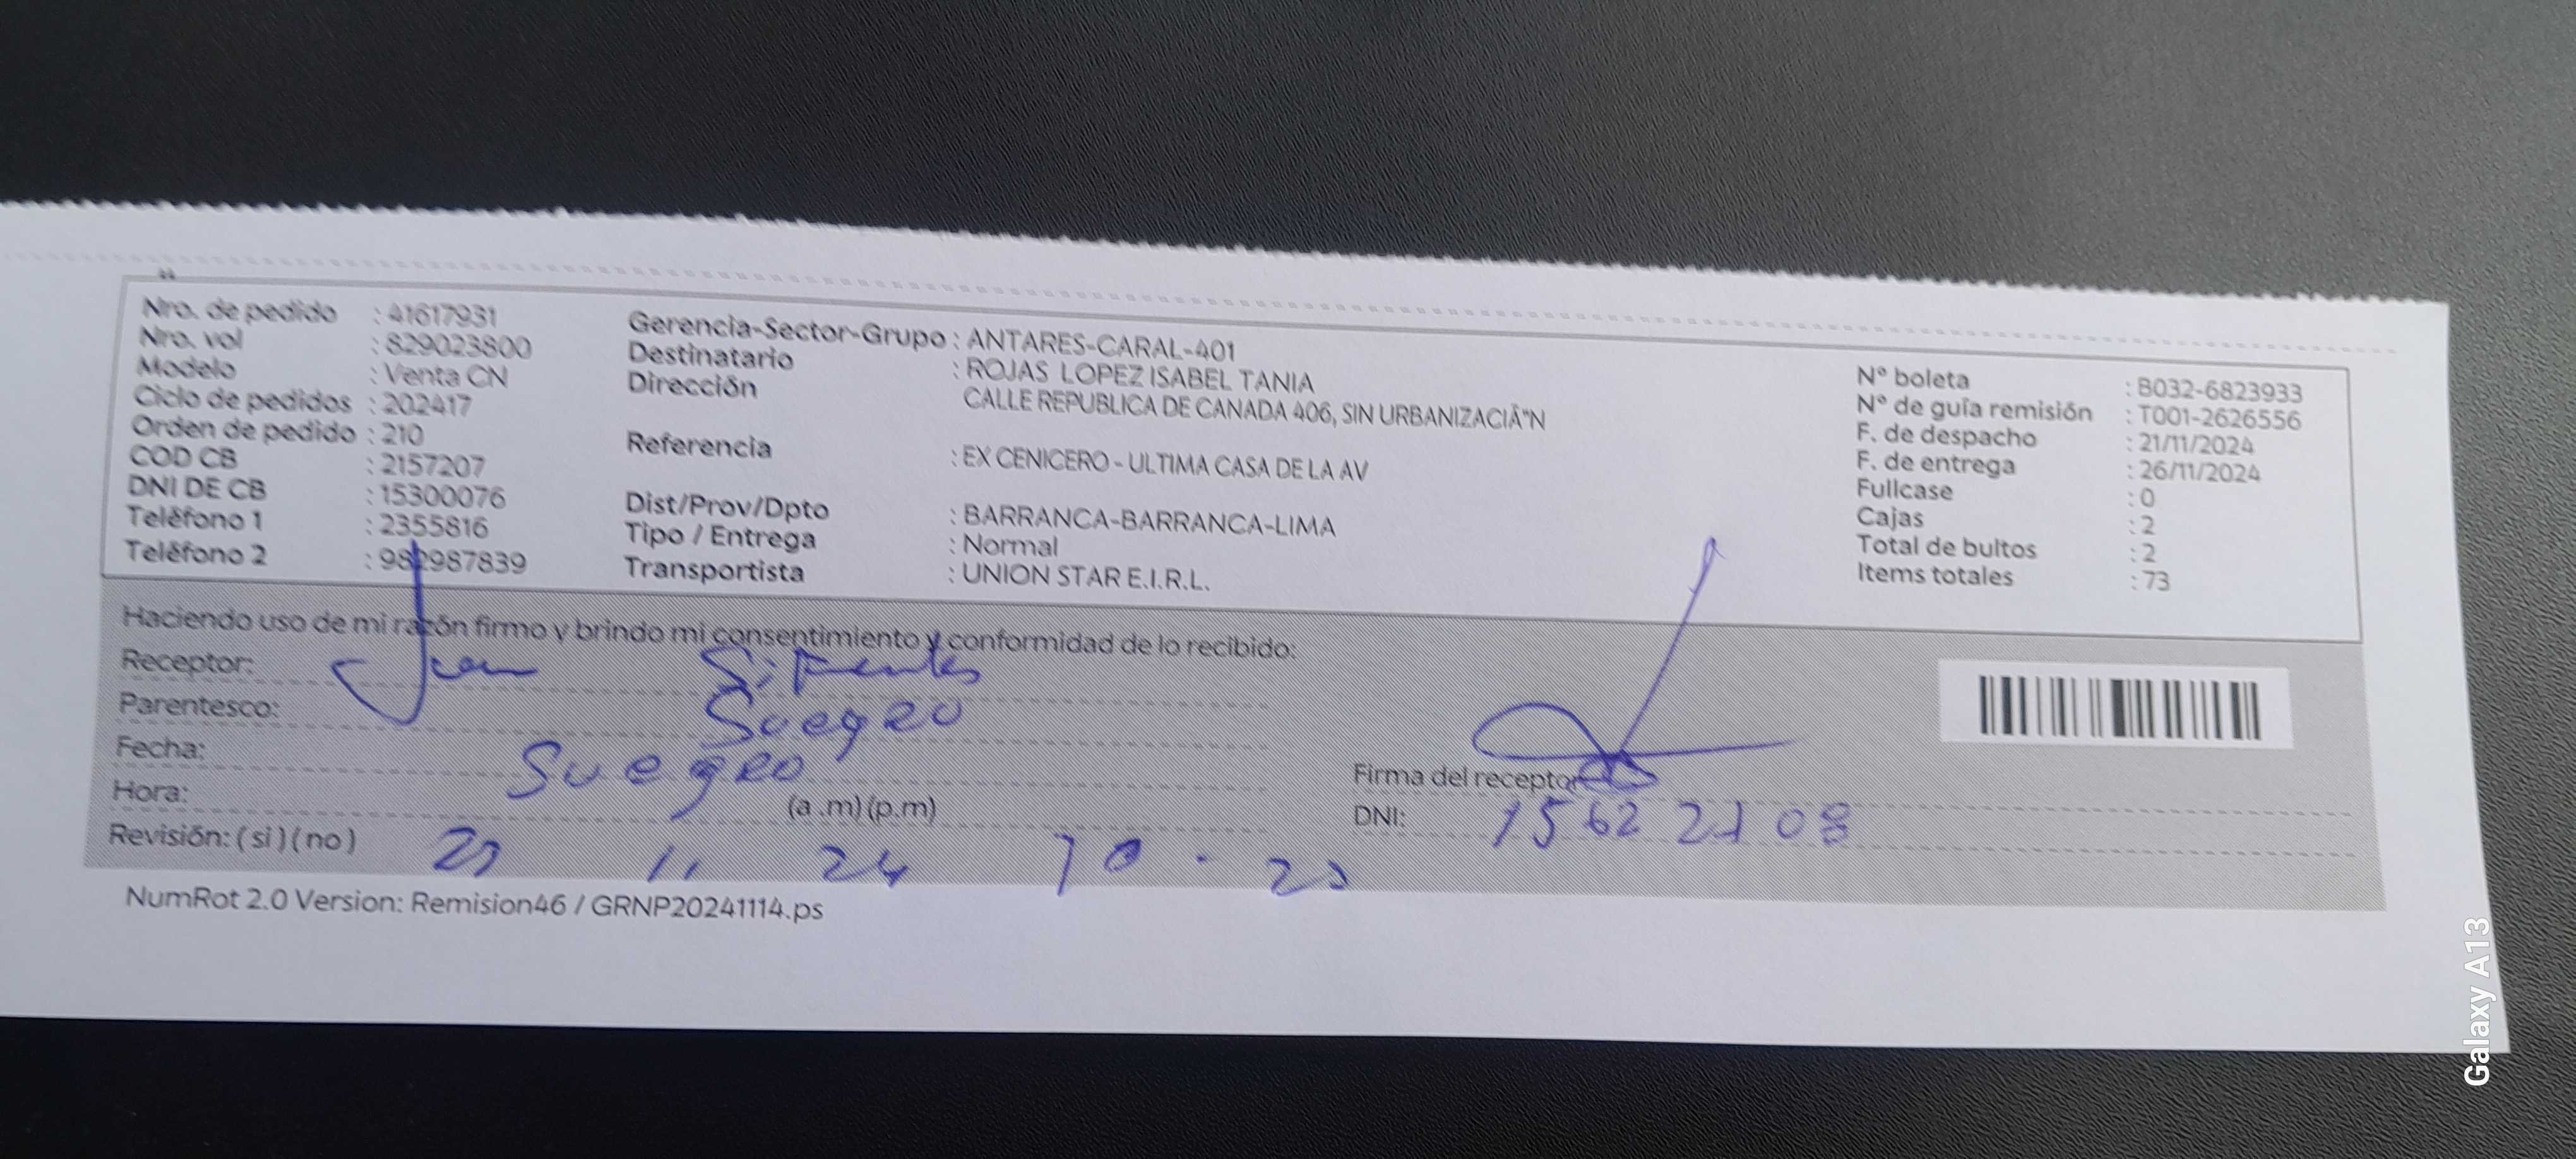 Nro. de pedido : 41617931
Nro. vol : 829023800
Modelo : Venta CN
Ciclo de pedidos : 202417
Orden de pedido : 210
COD CB : 2157207
DNI DE CB : 15300076
Teléfono 1 : 2355816
Teléfono 2 : 982987839
Gerencia-Sector-Grupo : ANTARES-CARAL-401
Destinatario : ROJAS LOPEZ ISABEL TANIA
Dirección CALLE REPUBLICA DE CANADA 406, SIN URBANIZACIÃ"N
Referencia : EX CENICERO - ULTIMA CASA DE LA AV
Dist/Prov/Dpto : BARRANCA-BARRANCA-LIMA
Tipo / Entrega : Normal
Transportista : UNION STAR E.I.R.L.
N° boleta : B032-6823933
N° de guía remisión : T001-2626556
F. de despacho : 21/11/2024
F. de entrega : 26/11/2024
Fullcase : 0
Cajas : 2
Total de bultos : 2
Items totales : 73
Haciendo uso de mi razón firmo y brindo mi consentimiento y conformidad de lo recibido:
Receptor: Juan
Parentesco: Suegro
Fecha: Suegro
Hora: (a .m) (p.m)
Revisión: ( si ) ( no ) 11 24
Firma del receptor
DNI: 15622108
NumRot 2.0 Version: Remision46 / GRNP20241114.ps
Galaxy A13